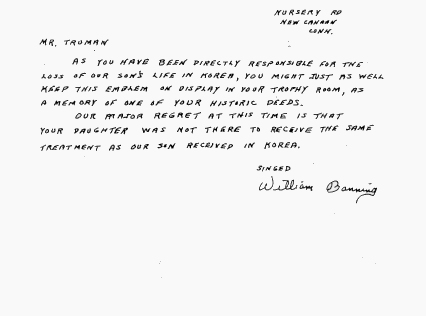 NURSERY RD
NEW CANAAN
CONN.
MR. TRUMAN
AS YOU HAVE BEEN DIRECTLY RESPONSIBLE FOR THE
LOSS OF OUR SON'S LIFE IN KOREA, YOU MIGHT JUST AS WELL
KEEP THIS EMBLEM ON DISPLAY IN YOUR TROPHY ROOM, AS
A MEMORY OF ONE OF YOUR HISTORIC DEEDS.
OUR MAJOR REGRET AT THIS TIME IS THAT
YOUR DAUGHTER WAS NOT THERE TO RECEIVE THE SAME
TREATMENT AS OUR SON RECEIVED IN KOREA.
SINGED
William Banning